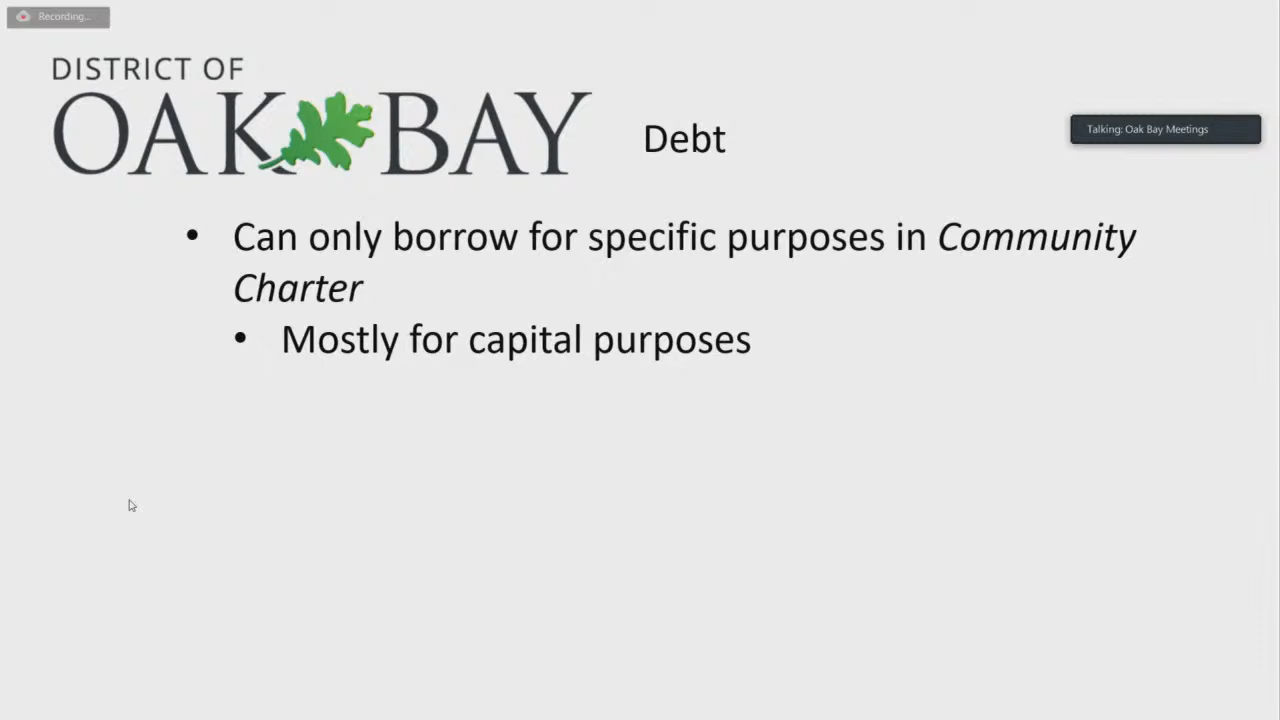 Recording...
DISTRICT OF
OAK BAY
Debt
Talking: Oak Bay Meetings
• Can only borrow for specific purposes in Community
Charter
• Mostly for capital purposes